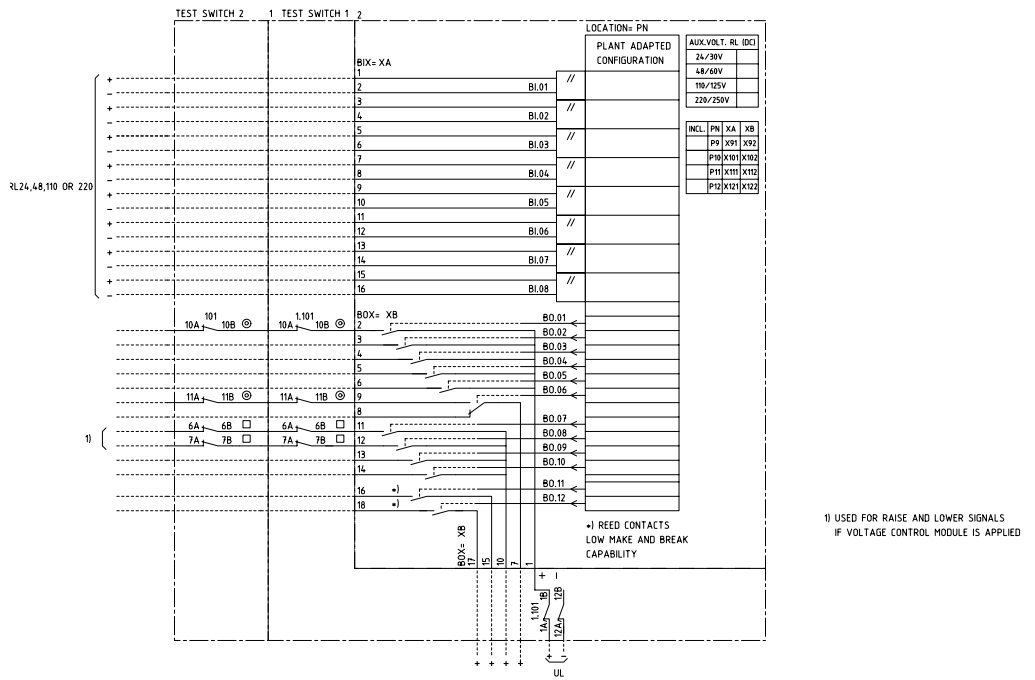 TEST SWITCH 2 1 TEST SWITCH 1 2
LOCATION= PN
PLANT ADAPTED
CONFIGURATION
AUX.VOLT. RL (DC)
24/30V
48/60V
110/125V
220/250V
INCL. PN XA XB
P9 X91 X92
P10 X101 X102
P11 X111 X112
P12 X121 X122
BIX= XA
+ 1 //
− 2 BI.01
+ 3 //
− 4 BI.02
+ 5 //
− 6 BI.03
+ 7 //
− 8 BI.04
RL24,48,110 OR 220
+ 9 //
− 10 BI.05
+ 11 //
− 12 BI.06
+ 13 //
− 14 BI.07
+ 15 //
− 16 BI.08
BOX= XB
101 1.101
10A 10B 10A 10B 2 BO.01
3 BO.02
4 BO.03
5 BO.04
6 BO.05
11A 11B 11A 11B 9 BO.06
8
6A 6B 6A 6B 11 BO.07
1) 7A 7B 7A 7B 12 BO.08
13 BO.09
14 BO.10
16 *) BO.11
18 *) BO.12
*) REED CONTACTS
LOW MAKE AND BREAK
CAPABILITY
1) USED FOR RAISE AND LOWER SIGNALS
IF VOLTAGE CONTROL MODULE IS APPLIED
BOX= XB
17 15 10 7 1
+ −
1B 12B
1.101
1A 12A
+ + + + + −
UL